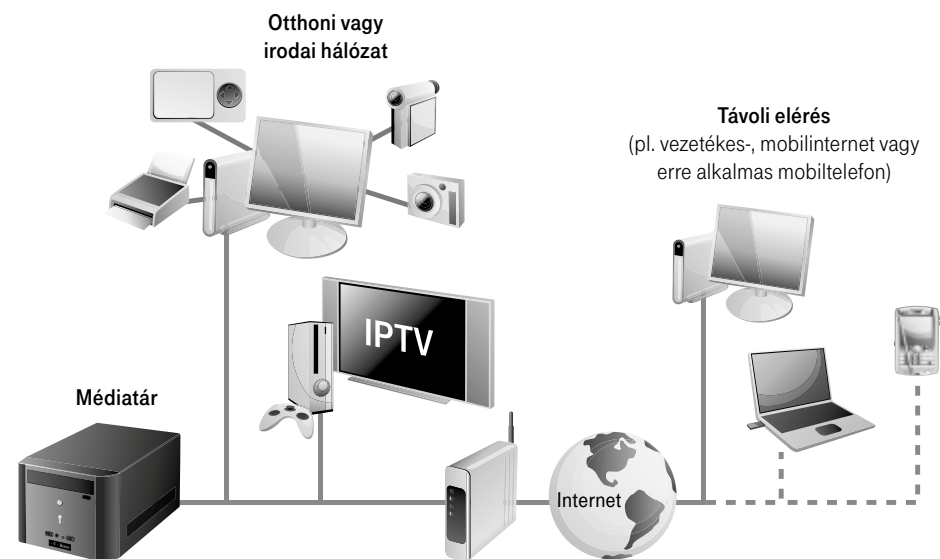 Otthoni vagy
irodai hálózat
Távoli elérés
(pl. vezetékes-, mobilinternet vagy
erre alkalmas mobiltelefon)
IPTV
Médiatár
Internet